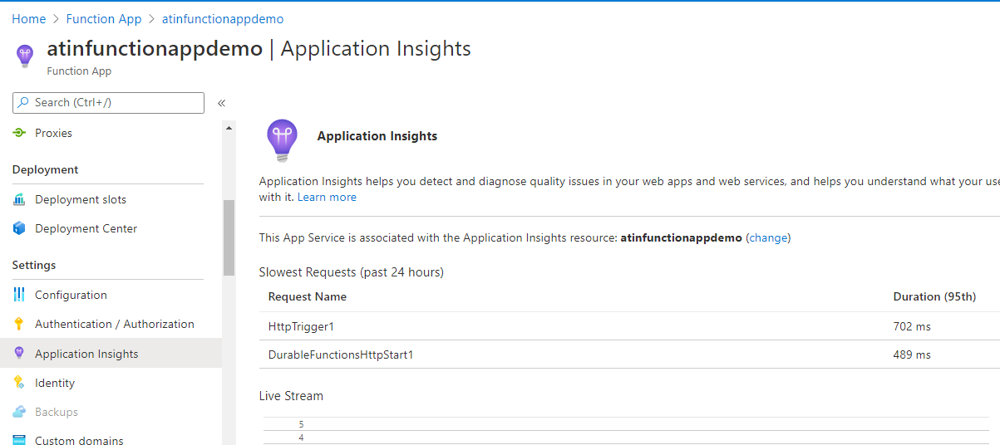 Home > Function App > atinfunctionappdemo
atinfunctionappdemo | Application Insights
Function App
Search (Ctrl+/)
«
Proxies
Deployment
Deployment slots
Deployment Center
Settings
Configuration
Authentication / Authorization
Application Insights
Identity
Backups
Custom domains
Application Insights
Application Insights helps you detect and diagnose quality issues in your web apps and web services, and helps you understand what your use
with it. Learn more
This App Service is associated with the Application Insights resource: atinfunctionappdemo (change)
Slowest Requests (past 24 hours)
Request Name Duration (95th)
HttpTrigger1 702 ms
DurableFunctionsHttpStart1 489 ms
Live Stream
5
4